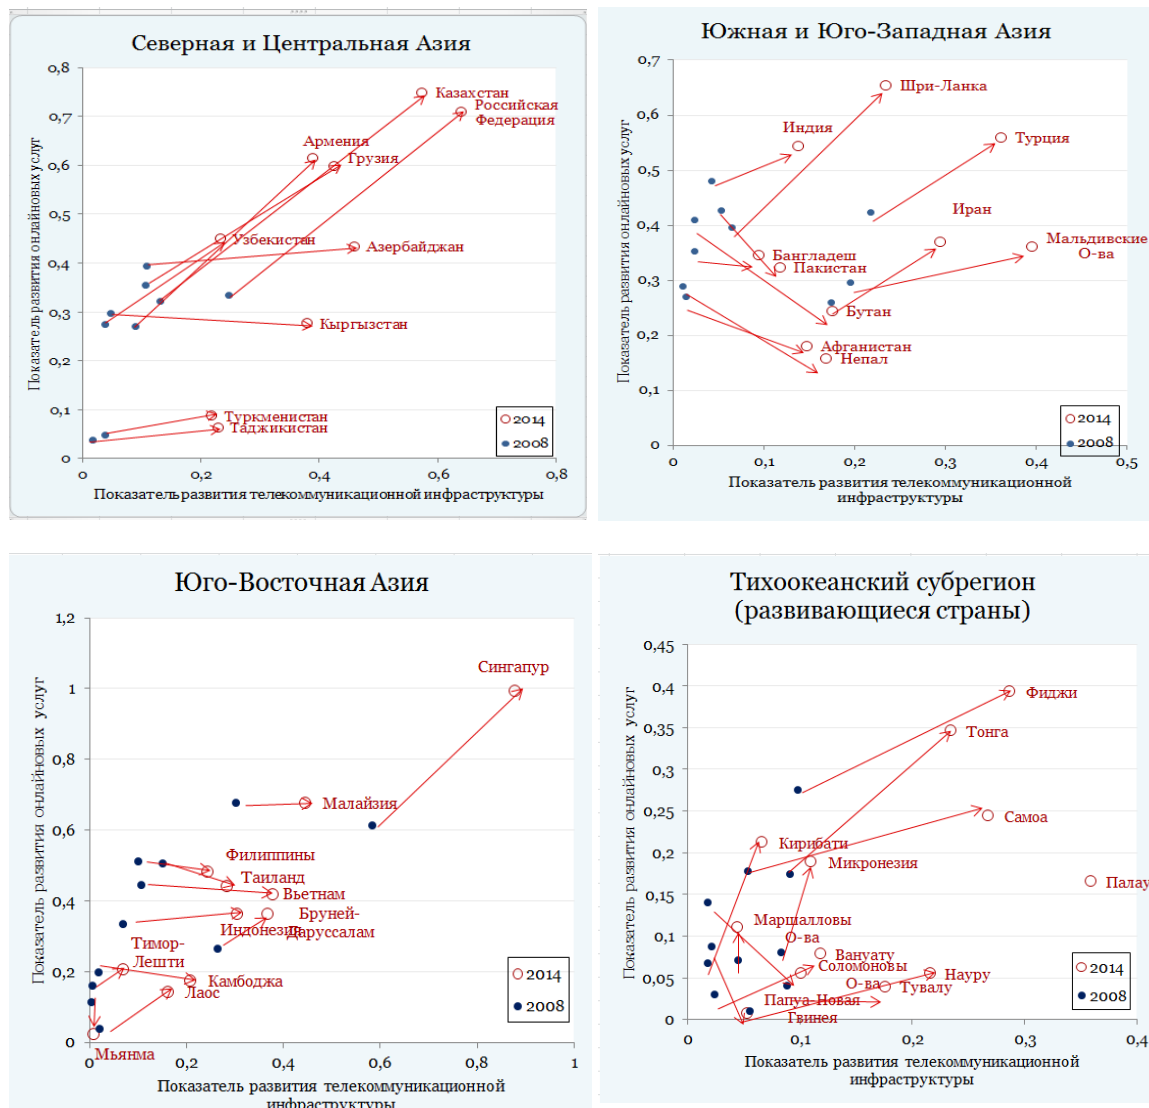 Северная и Центральная Азия
Показатель развития онлайновых услуг
0,8
0,7
0,6
0,5
0,4
0,3
0,2
0,1
0
Казахстан
Российская
Федерация
Армения
Грузия
Узбекистан
Азербайджан
Кыргызстан
Туркменистан
Таджикистан
2014
2008
0
0,2
0,4
0,6
0,8
Показатель развития телекоммуникационной инфраструктуры
Южная и Юго-Западная Азия
Показатель развития онлайновых услуг
0,7
0,6
0,5
0,4
0,3
0,2
0,1
0
Шри-Ланка
Индия
Турция
Иран
Мальдивские
О-ва
Бангладеш
Пакистан
Бутан
Афганистан
Непал
2014
2008
0
0,1
0,2
0,3
0,4
0,5
Показатель развития телекоммуникационной
инфраструктуры
Юго-Восточная Азия
Показатель развития онлайновых услуг
1,2
1
0,8
0,6
0,4
0,2
0
Сингапур
Малайзия
Филиппины
Таиланд
Вьетнам
Бруней-
Даруссалам
Индонезия
Тимор-
Лешти
Камбоджа
Лаос
Мьянма
2014
2008
0
0,2
0,4
0,6
0,8
1
Показатель развития телекоммуникационной
инфраструктуры
Тихоокеанский субрегион
(развивающиеся страны)
Показатель развития онлайновых услуг
0,45
0,4
0,35
0,3
0,25
0,2
0,15
0,1
0,05
0
Фиджи
Тонга
Самоа
Кирибати
Микронезия
Палау
Маршалловы
О-ва
Вануату
Соломоновы
О-ва
Науру
Тувалу
Папуа-Новая
Гвинея
2014
2008
0
0,1
0,2
0,3
0,4
Показатель развития телекоммуникационной
инфраструктуры